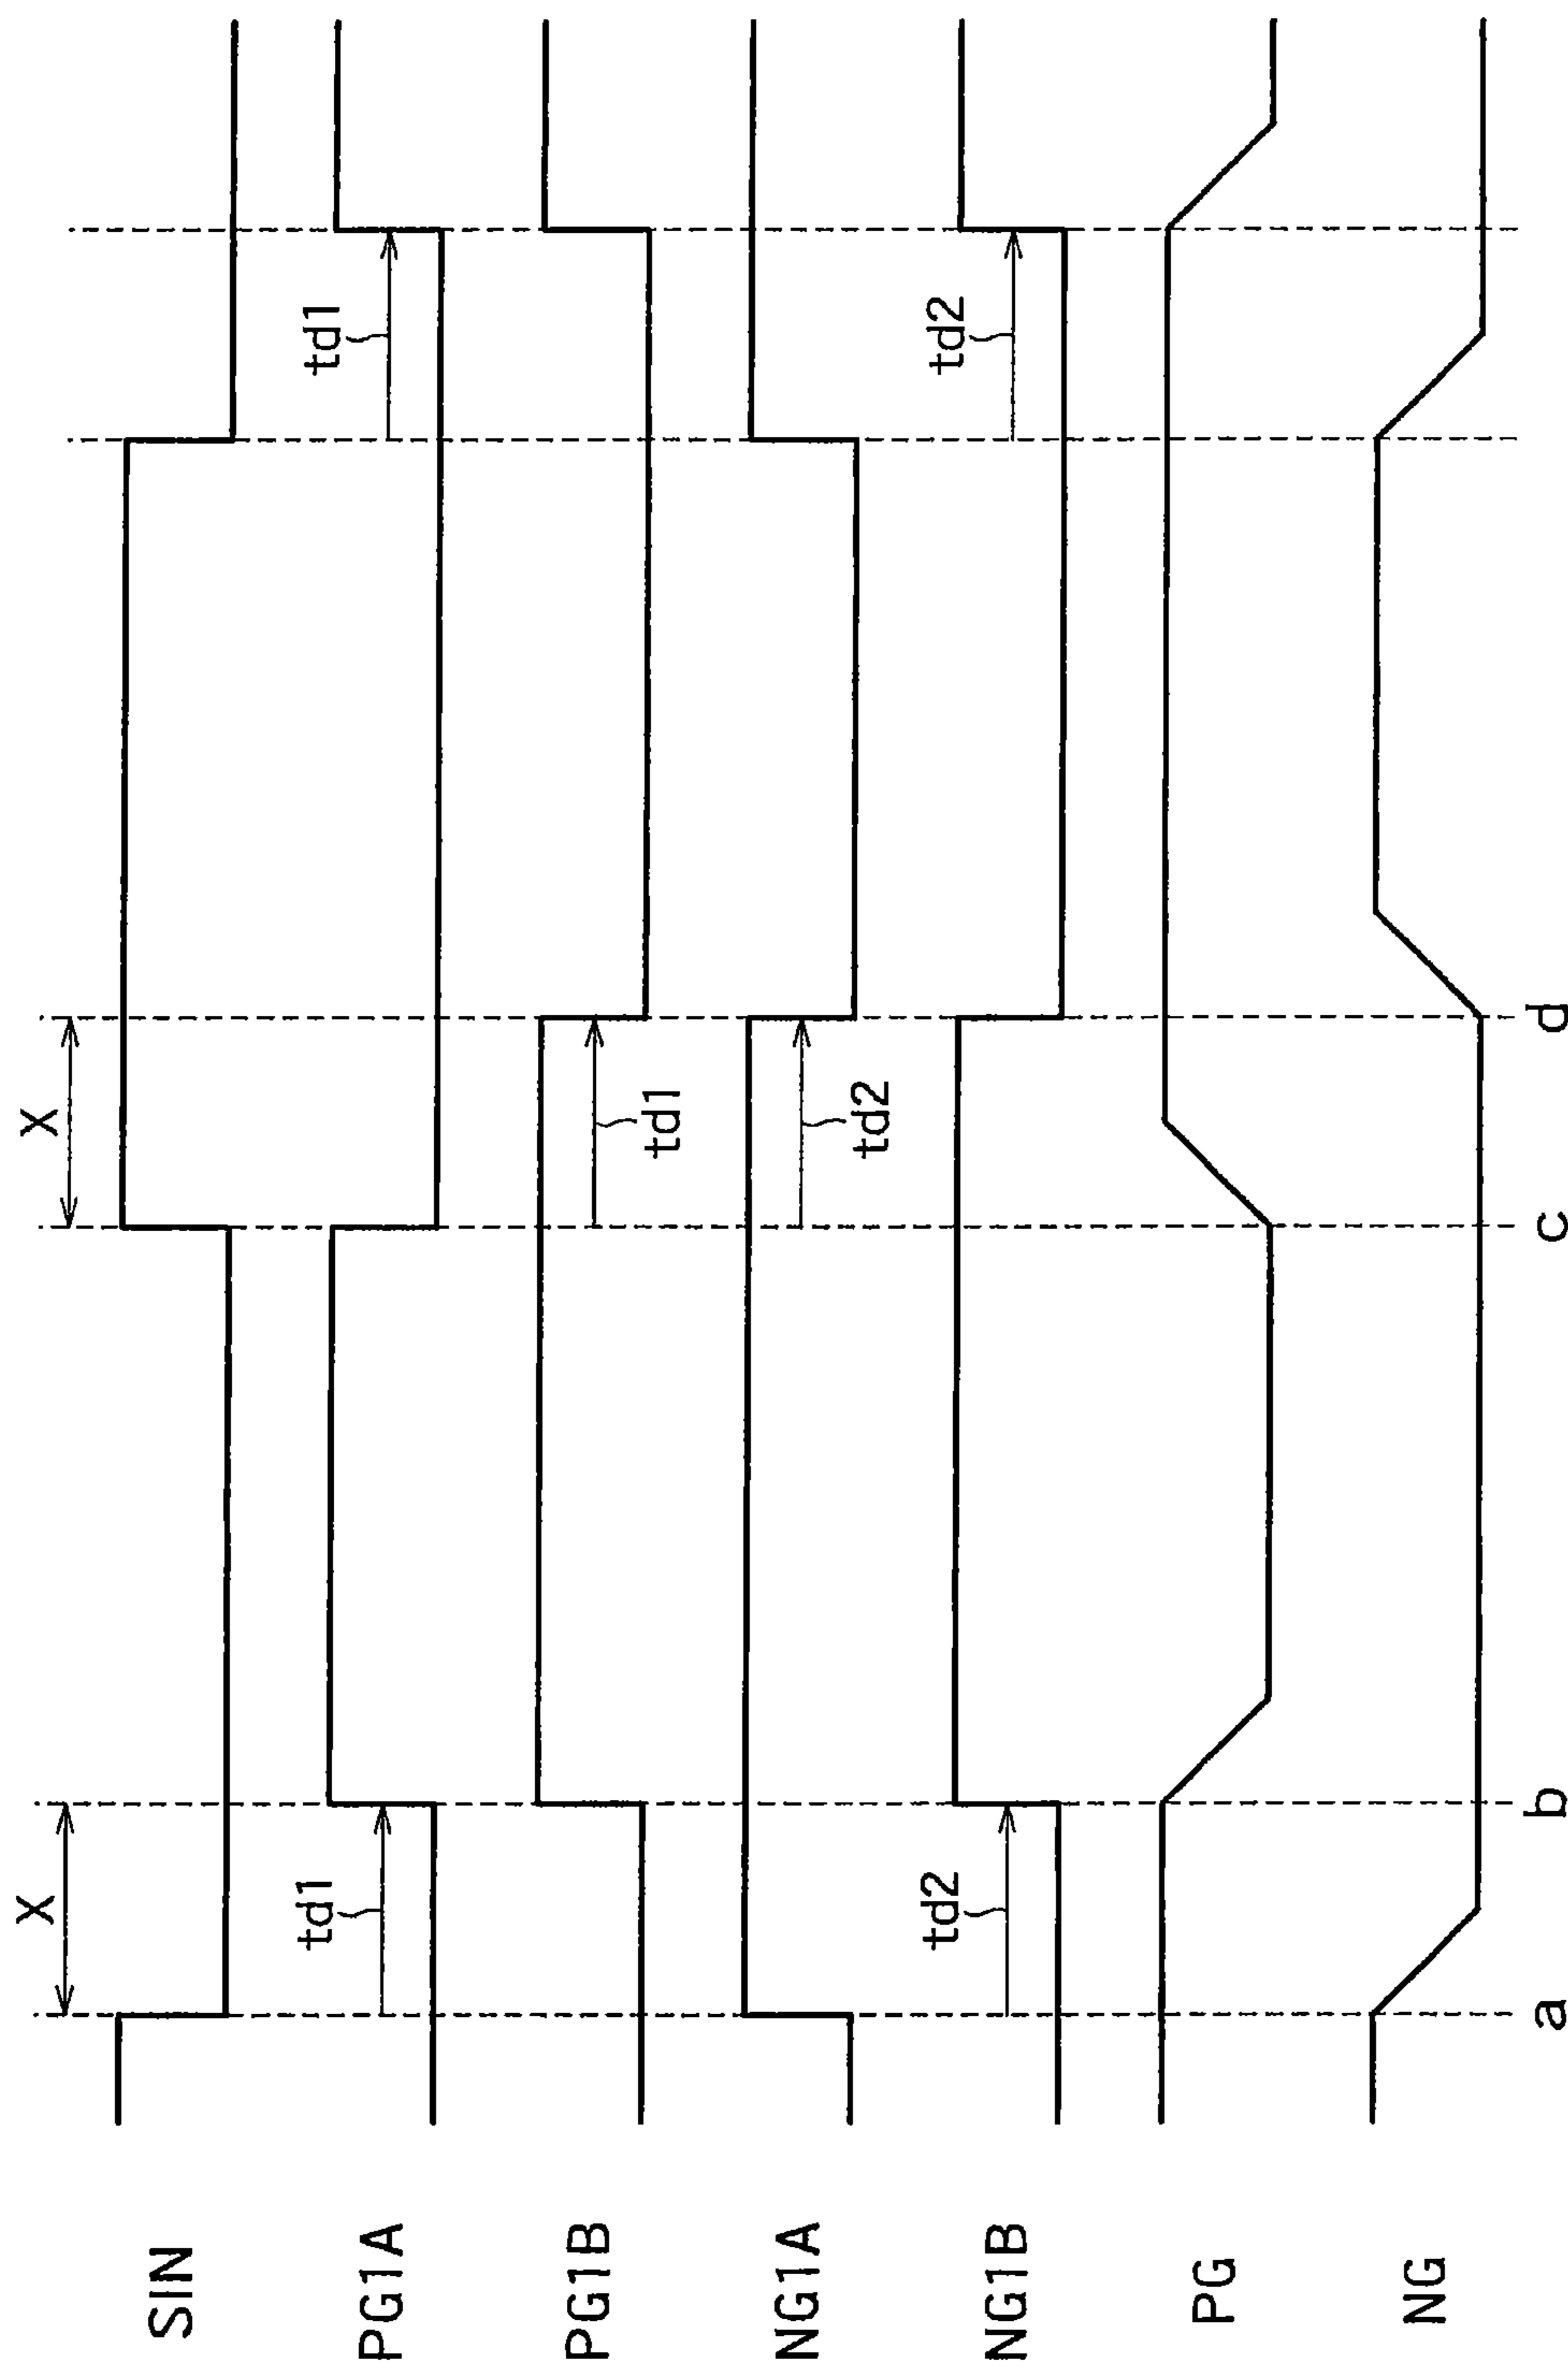 X X
SIN
PG1A td1 td1
PG1B td1
NG1A td2
NG1B td2 td2
PG
NG
a b c d